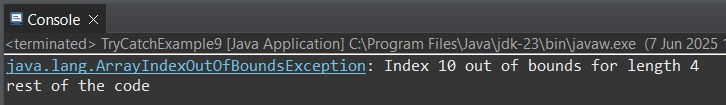 Console
<terminated> TryCatchExample9 [Java Application] C:\Program Files\Java\jdk-23\bin\javaw.exe (7 Jun 2025
java.lang.ArrayIndexOutOfBoundsException: Index 10 out of bounds for length 4
rest of the code